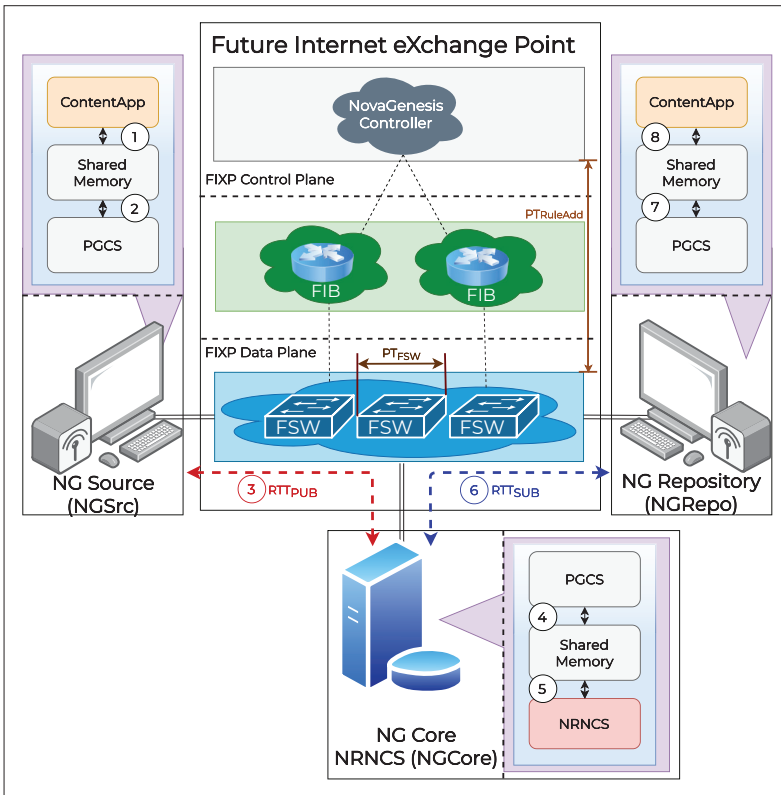 Future Internet eXchange Point
NovaGenesis
Controller
FIXP Control Plane
PTRuleAdd
FIB
FIB
FIXP Data Plane
PTFSW
FSW
FSW
FSW
ContentApp
1
Shared
Memory
2
PGCS
NG Source
(NGSrc)
ContentApp
8
Shared
Memory
7
PGCS
NG Repository
(NGRepo)
3 RTTPUB
6 RTTSUB
PGCS
4
Shared
Memory
5
NRNCS
NG Core
NRNCS (NGCore)